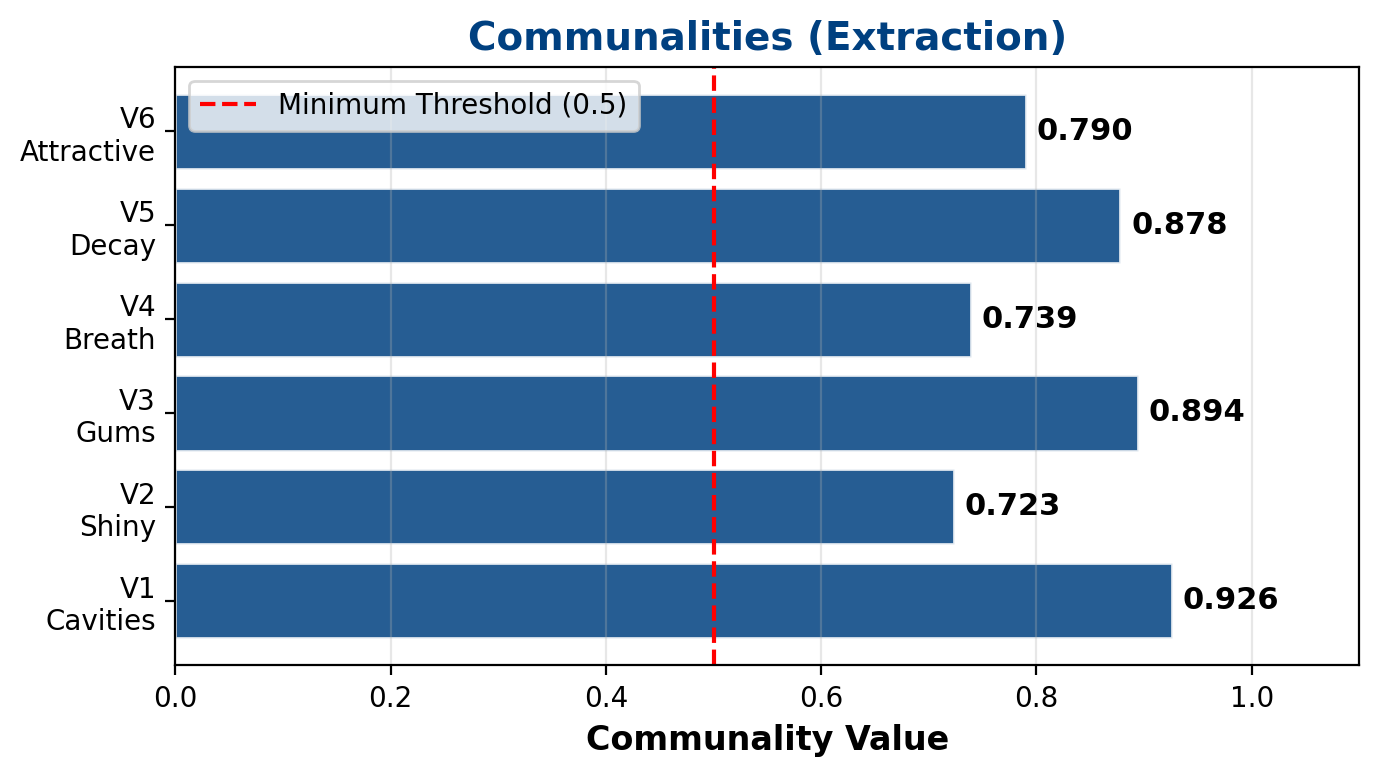 Communalities (Extraction)
Minimum Threshold (0.5)
V6
Attractive
0.790
V5
Decay
0.878
V4
Breath
0.739
V3
Gums
0.894
V2
Shiny
0.723
V1
Cavities
0.926
0.0 0.2 0.4 0.6 0.8 1.0
Communality Value